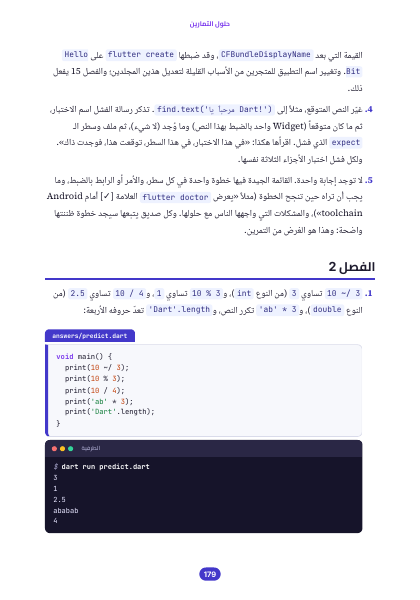 حلول التمارين
القيمة التي بعد CFBundleDisplayName، وقد ضبطها flutter create على Hello
Bit. وتغيير اسم التطبيق للمتجرين من الأسباب القليلة لتعديل هذين المجلدين؛ والفصل 15 يفعل
ذلك.
4. غيّر النص المتوقع، مثلًا إلى find.text('مرحباً يا Dart!'). تذكر رسالة الفشل اسم الاختبار،
ثم ما كان متوقعاً (Widget واحد بالضبط بهذا النص) وما وُجد (لا شيء)، ثم ملف وسطر الـ
expect الذي فشل. اقرأها هكذا: «في هذا الاختبار، في هذا السطر، توقعت هذا، فوجدت ذاك».
ولكل فشل اختبار الأجزاء الثلاثة نفسها.
5. لا توجد إجابة واحدة. القائمة الجيدة فيها خطوة واحدة في كل سطر، والأمر أو الرابط بالضبط، وما
يجب أن تراه حين تنجح الخطوة (مثلًا «يعرض flutter doctor العلامة [✓] أمام Android
toolchain»)، والمشكلات التي واجهها الناس مع حلولها. وكل صديق يتبعها سيجد خطوة ظننتها
واضحة؛ وهذا هو الغرض من التمرين.
الفصل 2
1. 10 ~/ 3 تساوي 3 (من النوع int)، و 10 % 3 تساوي 1، و 10 / 4 تساوي 2.5 (من
النوع double)، و 'ab' * 3 تكرر النص، و 'Dart'.length تعدّ حروفه الأربعة:
answers/predict.dart
void main() {
print(10 ~/ 3);
print(10 % 3);
print(10 / 4);
print('ab' * 3);
print('Dart'.length);
}
الطرفية
$ dart run predict.dart
3
1
2.5
ababab
4
179